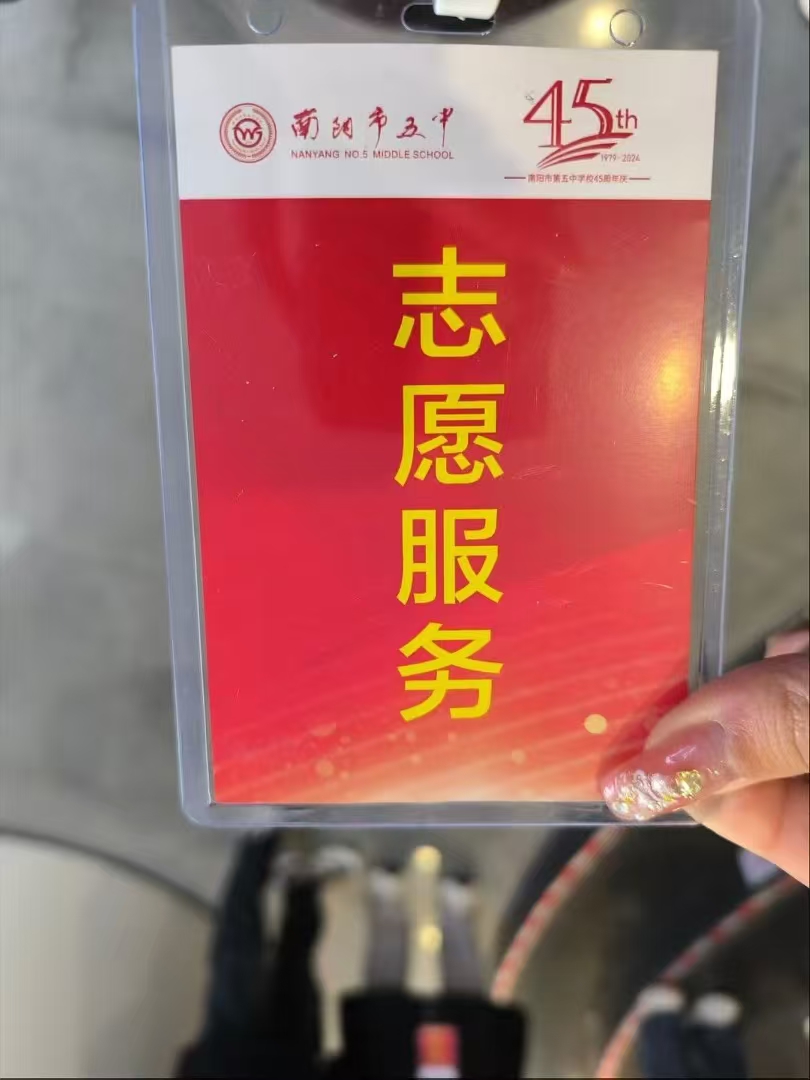 南阳市五中
NANYANG NO.5 MIDDLE SCHOOL
45th
1979-2024
南阳市第五中学校45周年庆
志
愿
服
务